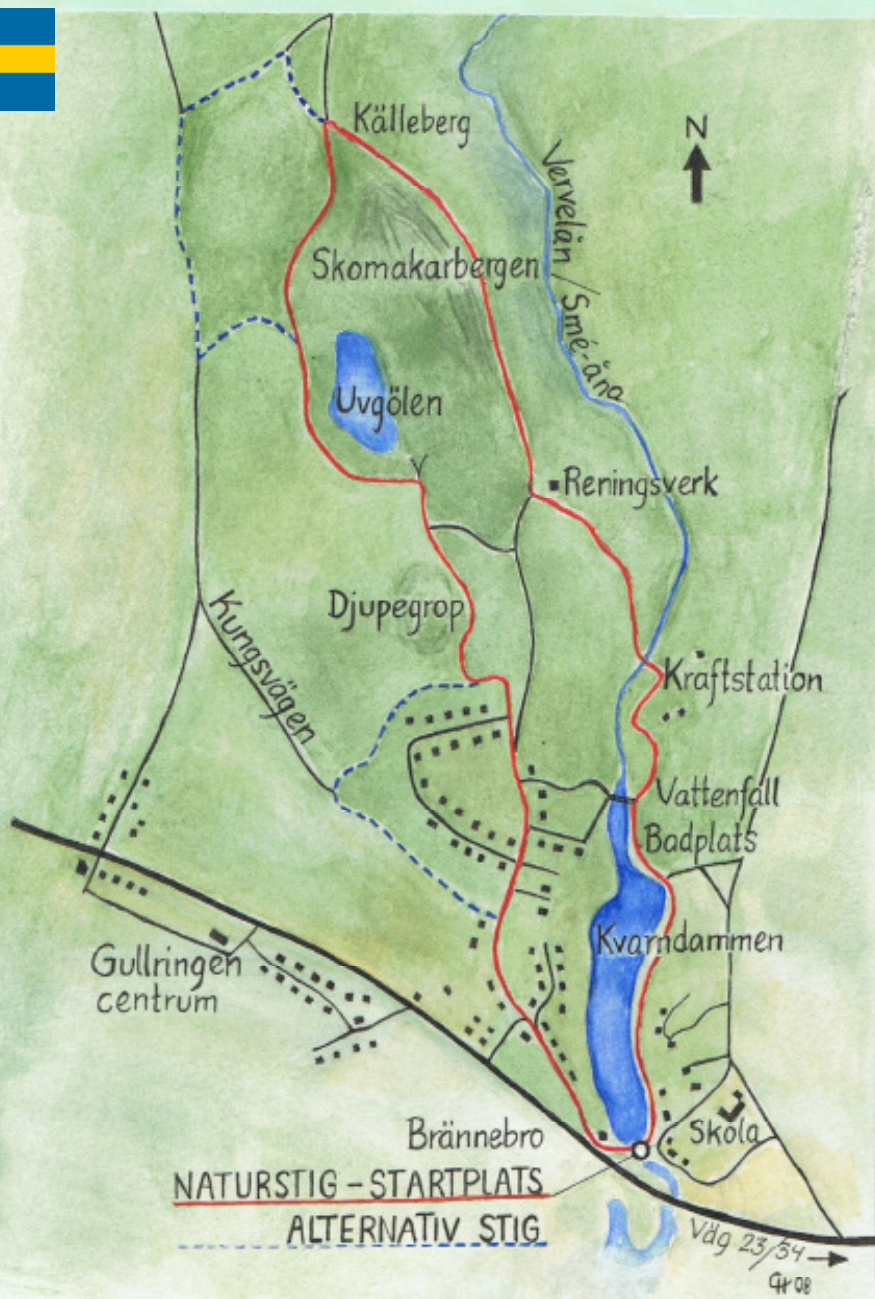 Källeberg
N
Vervelån / Smé-åna
Skomakarbergen
Uvgölen
Reningsverk
Djupegrop
Kungsvägen
Kraftstation
Vattenfall
Badplats
Kvarndammen
Gullringen
centrum
Brännebro
Skola
NATURSTIG – STARTPLATS
ALTERNATIV STIG
Väg 23/34